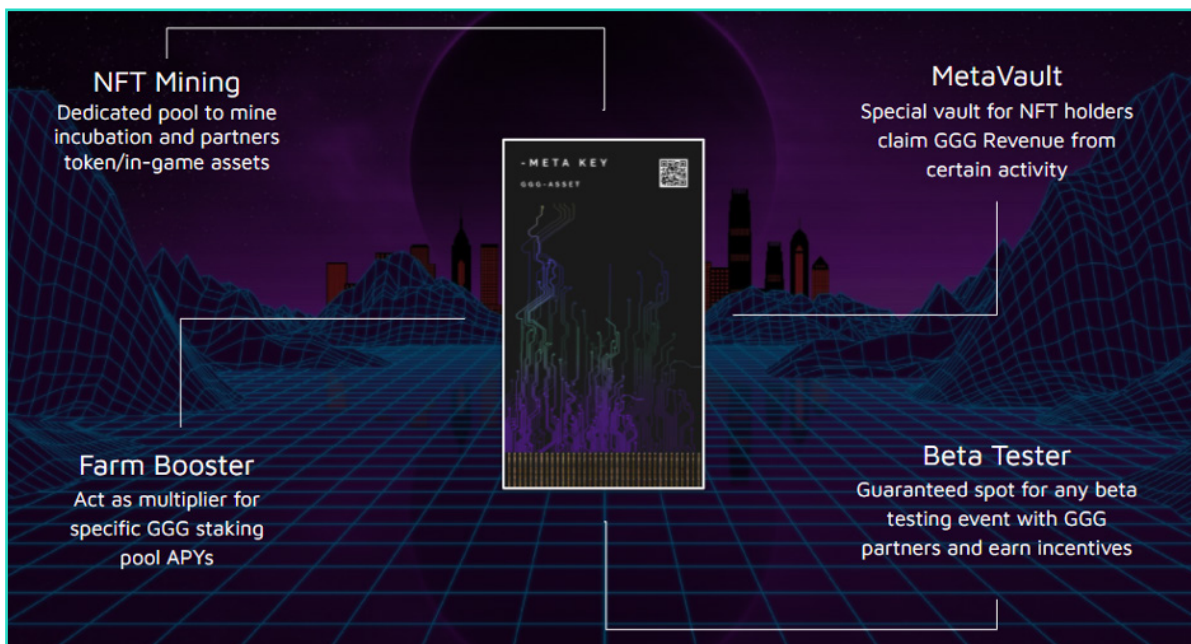 NFT Mining
Dedicated pool to mine
incubation and partners
token/in-game assets
MetaVault
Special vault for NFT holders
claim GGG Revenue from
certain activity
-META KEY
GGG-ASSET
Farm Booster
Act as multiplier for
specific GGG staking
pool APYs
Beta Tester
Guaranteed spot for any beta
testing event with GGG
partners and earn incentives